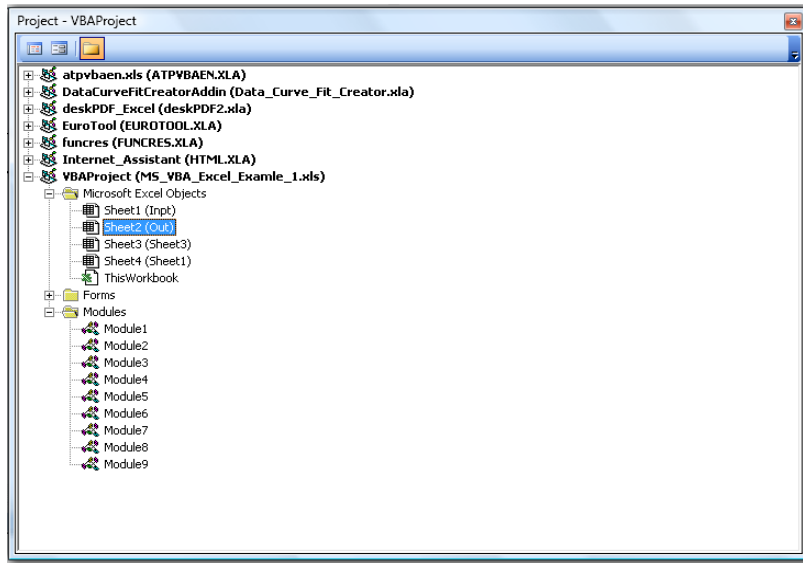 Project - VBAProject
atpvbaen.xls (ATPVBAEN.XLA)
DataCurveFitCreatorAddin (Data_Curve_Fit_Creator.xla)
deskPDF_Excel (deskPDF2.xla)
EuroTool (EUROTOOL.XLA)
funcres (FUNCRES.XLA)
Internet_Assistant (HTML.XLA)
VBAProject (MS_VBA_Excel_Examle_1.xls)
Microsoft Excel Objects
Sheet1 (Inpt)
Sheet2 (Out)
Sheet3 (Sheet3)
Sheet4 (Sheet1)
ThisWorkbook
Forms
Modules
Module1
Module2
Module3
Module4
Module5
Module6
Module7
Module8
Module9